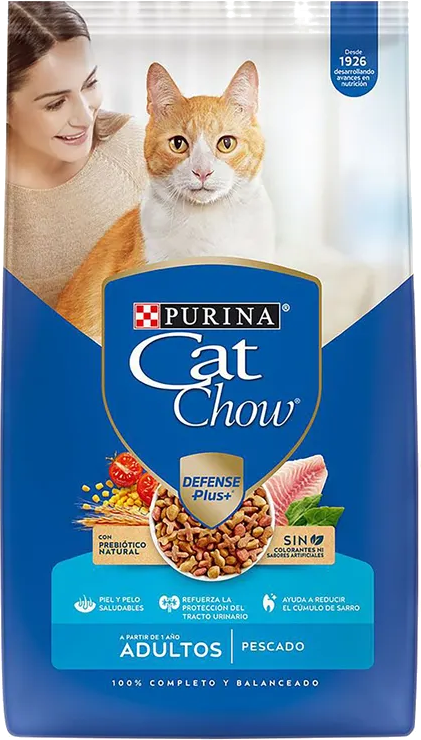 Desde
1926
desarrollando
avances en
nutrición
PURINA®
Cat
Chow®
DEFENSE
Plus+
CON
PREBIÓTICO
NATURAL
SIN
COLORANTES NI
SABORES ARTIFICIALES
PIEL Y PELO
SALUDABLES
REFUERZA LA
PROTECCIÓN DEL
TRACTO URINARIO
AYUDA A REDUCIR
EL CÚMULO DE SARRO
A PARTIR DE 1 AÑO
ADULTOS
PESCADO
100% COMPLETO Y BALANCEADO